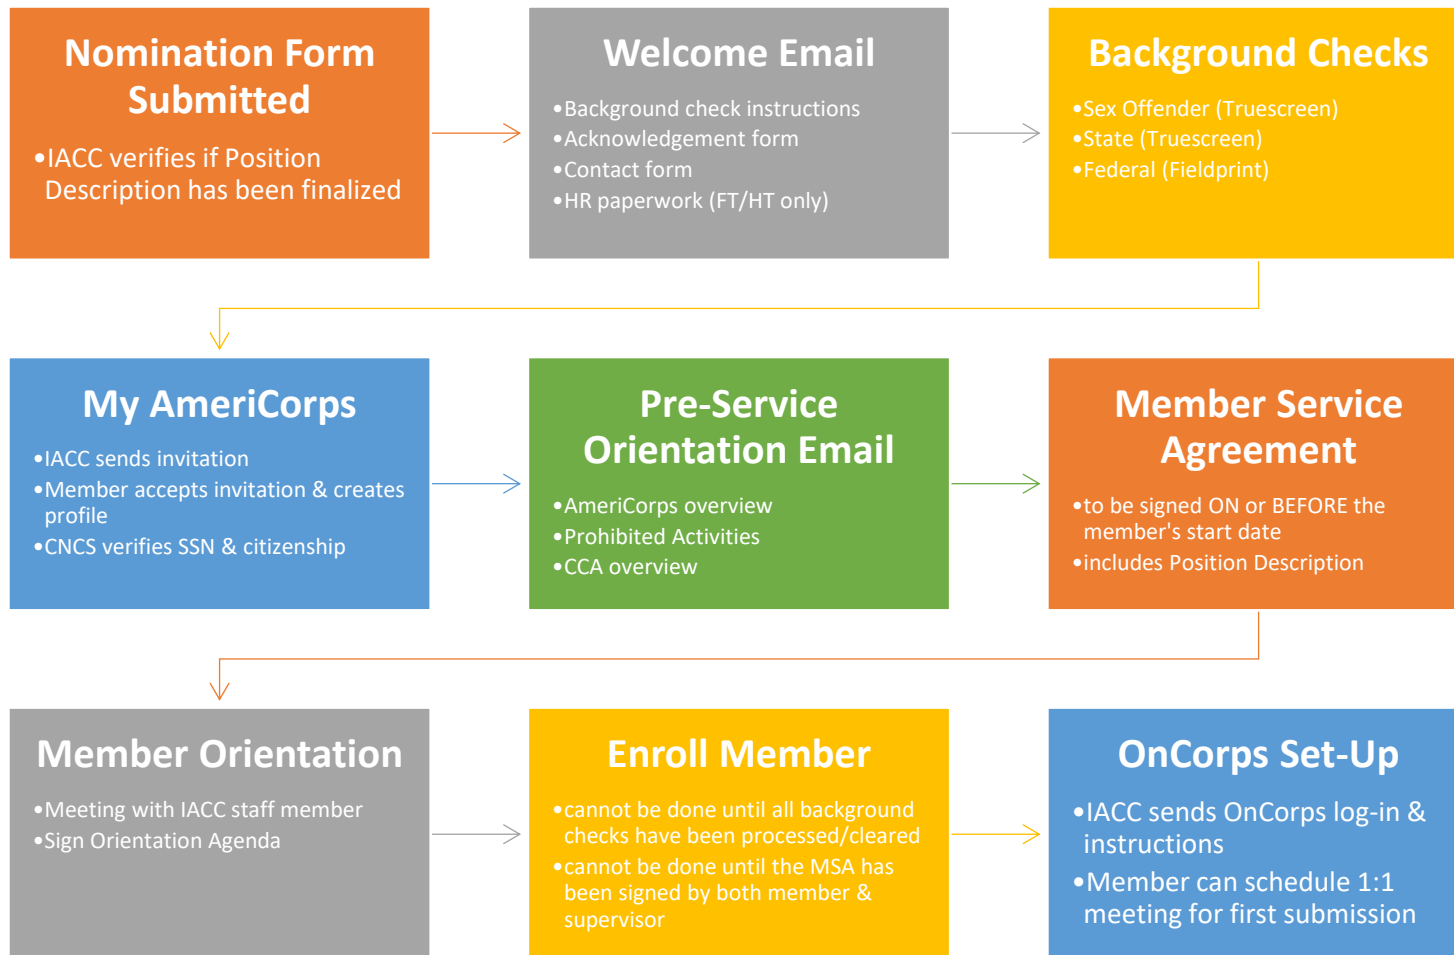 Nomination Form
Submitted
•IACC verifies if Position
Description has been finalized
Welcome Email
•Background check instructions
•Acknowledgement form
•Contact form
•HR paperwork (FT/HT only)
Background Checks
•Sex Offender (Truescreen)
•State (Truescreen)
•Federal (Fieldprint)
My AmeriCorps
•IACC sends invitation
•Member accepts invitation & creates
profile
•CNCS verifies SSN & citizenship
Pre-Service
Orientation Email
•AmeriCorps overview
•Prohibited Activities
•CCA overview
Member Service
Agreement
•to be signed ON or BEFORE the
member's start date
•includes Position Description
Member Orientation
•Meeting with IACC staff member
•Sign Orientation Agenda
Enroll Member
•cannot be done until all background
checks have been processed/cleared
•cannot be done until the MSA has
been signed by both member &
supervisor
OnCorps Set-Up
•IACC sends OnCorps log-in &
instructions
•Member can schedule 1:1
meeting for first submission